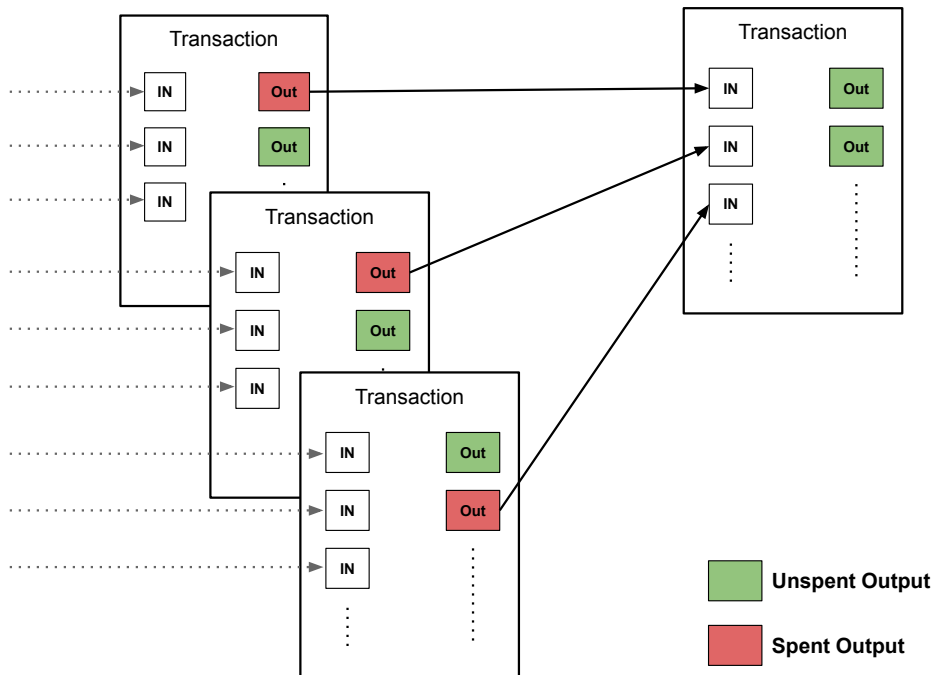 Transaction
IN
Out
IN
Out
IN
Transaction
IN
Out
IN
Out
IN
Transaction
IN
Out
IN
Out
IN
Transaction
IN
Out
IN
Out
IN
Unspent Output
Spent Output